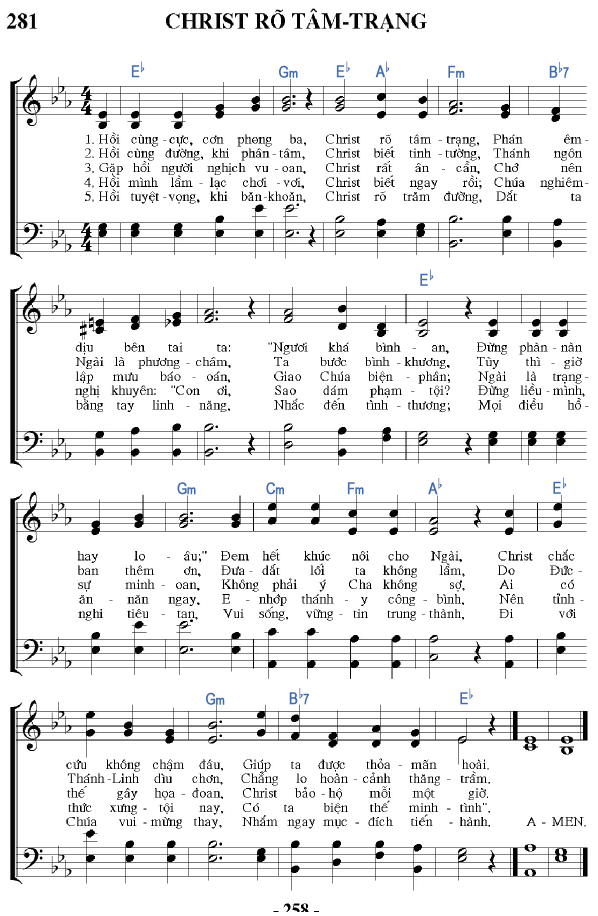 281 CHRIST RÕ TÂM-TRẠNG
E♭ Gm E♭ A♭ Fm B♭7
1. Hồi cùng-cực, cơn phong ba, Christ rõ tâm-trạng, Phán êm-
2. Hồi cùng đường, khi phân-tâm, Christ biết tinh-tường, Thánh ngôn
3. Gặp hồi người nghịch vu-oan, Christ rất ân-cần, Chớ nên
4. Hồi mình lầm-lạc chơi-vơi, Christ biết ngay rồi; Chúa nghiêm-
5. Hồi tuyệt-vọng, khi băn-khoăn, Christ rõ trăm đường, Dắt ta
E♭
dịu bên tai ta: "Ngươi khá bình-an, Đừng phàn-nàn
Ngài là phương-châm, Ta bước bình-khương, Tùy thì-giờ
lập mưu báo-oán, Giao Chúa biện-phân; Ngài là trạng-
nghị khuyên: "Con ơi, Sao dám phạm-tội? Đừng liều-mình,
bằng tay linh-năng, Nhắc đến tình-thương; Mọi điều hồ-
Gm Cm Fm A♭ E♭
hay lo-âu;" Đem hết khúc nôi cho Ngài, Christ chắc
ban thêm ơn, Đưa-dắt lối ta không lầm, Do Đức-
sự minh-oan, Không phải ý Cha không sợ, Ai có
ăn-năn ngay, E-nhớp thánh-y công-bình, Nên tỉnh-
nghi tiêu-tan, Vui sống, vững-tin trung-thành, Đi với
Gm B♭7 E♭
cứu không chậm đâu, Giúp ta được thỏa-mãn hoài.
Thánh-Linh dìu chơn, Chẳng lo hoàn-cảnh thăng-trầm.
thế gây họa-đoan, Christ bảo-hộ mỗi một giờ.
thức xưng-tội nay, Có ta biện thế minh-tình".
Chúa vui-mừng thay, Nhắm ngay mục-đích tiến-hành. A-MEN.
- 258 -